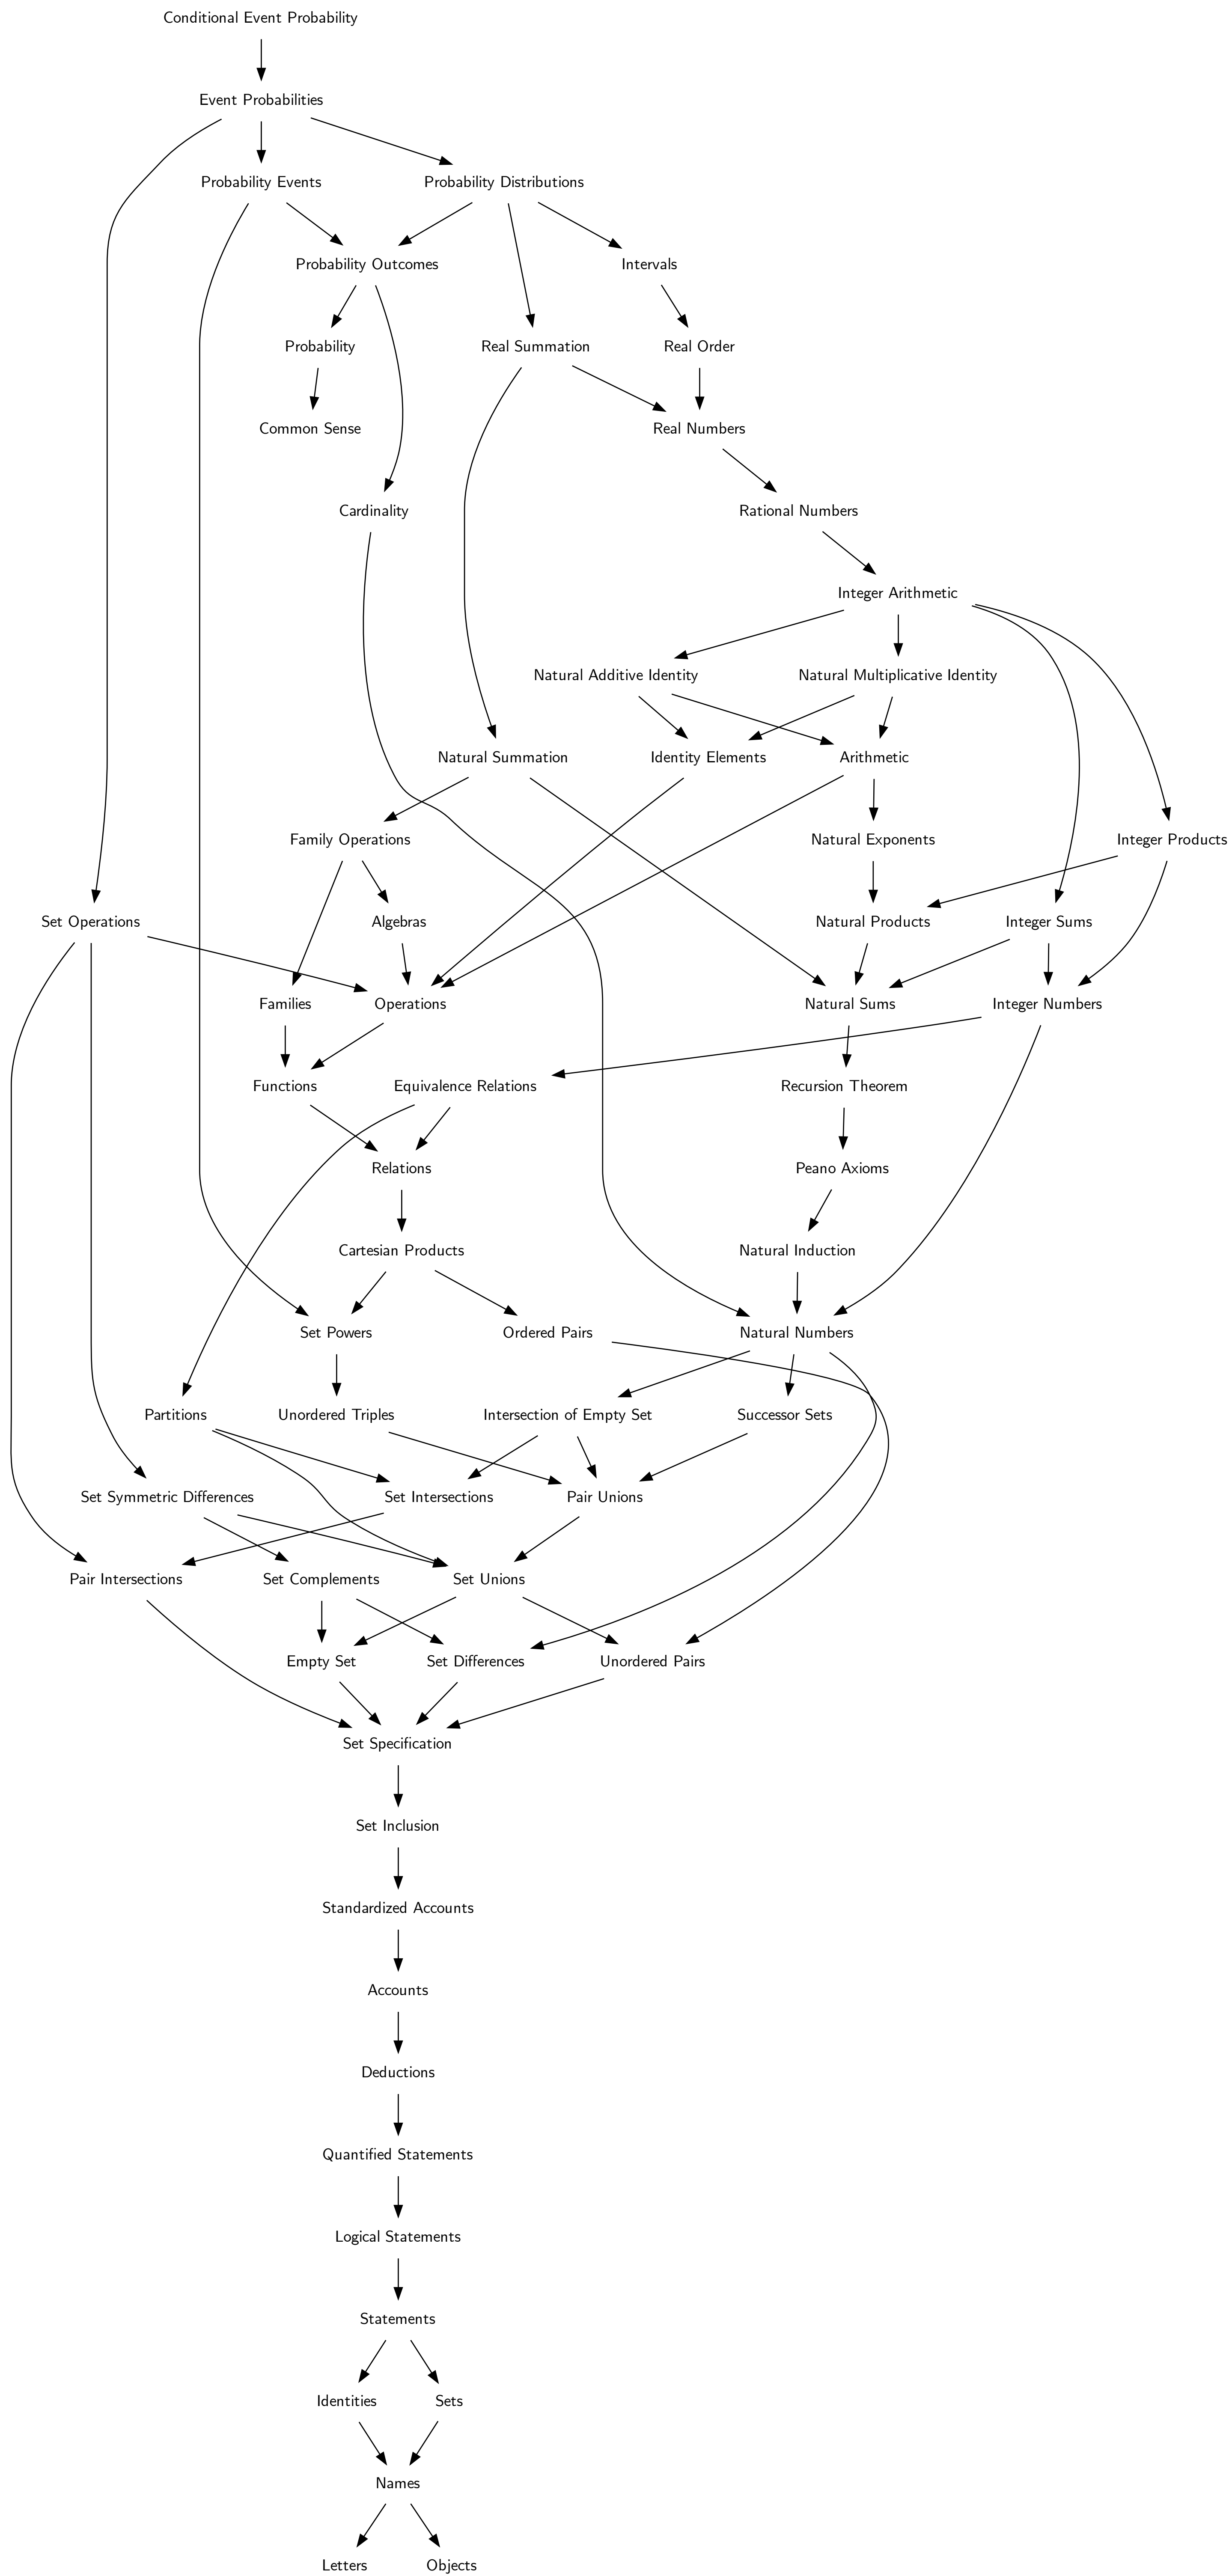 Conditional Event Probability
Event Probabilities
Probability Events
Probability Distributions
Probability Outcomes
Intervals
Probability
Real Summation
Real Order
Common Sense
Real Numbers
Cardinality
Rational Numbers
Integer Arithmetic
Natural Additive Identity
Natural Multiplicative Identity
Natural Summation
Identity Elements
Arithmetic
Family Operations
Natural Exponents
Integer Products
Set Operations
Algebras
Natural Products
Integer Sums
Families
Operations
Natural Sums
Integer Numbers
Functions
Equivalence Relations
Recursion Theorem
Relations
Peano Axioms
Cartesian Products
Natural Induction
Set Powers
Ordered Pairs
Natural Numbers
Partitions
Unordered Triples
Intersection of Empty Set
Successor Sets
Set Symmetric Differences
Set Intersections
Pair Unions
Pair Intersections
Set Complements
Set Unions
Empty Set
Set Differences
Unordered Pairs
Set Specification
Set Inclusion
Standardized Accounts
Accounts
Deductions
Quantified Statements
Logical Statements
Statements
Identities
Sets
Names
Letters
Objects